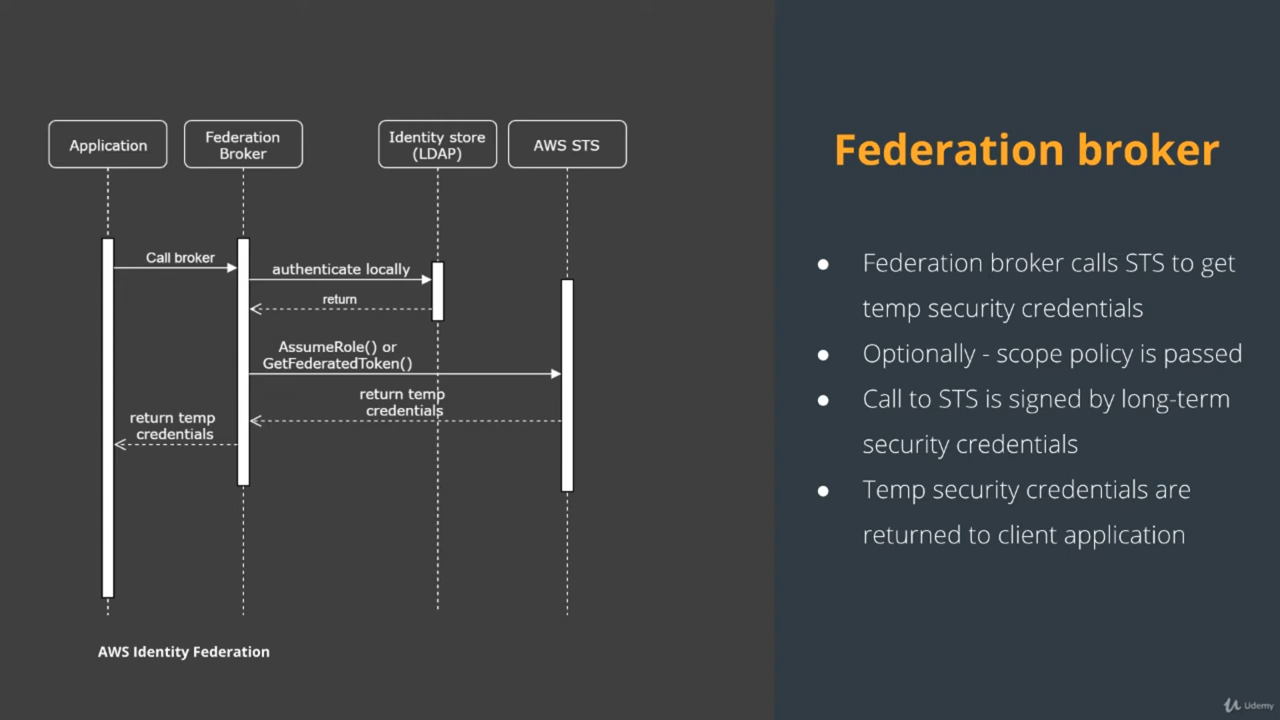 Application
Federation
Broker
Identity store
(LDAP)
AWS STS
Call broker
authenticate locally
return
AssumeRole() or
GetFederatedToken()
return temp
credentials
return temp
credentials
AWS Identity Federation
Federation broker
● Federation broker calls STS to get
temp security credentials
● Optionally - scope policy is passed
● Call to STS is signed by long-term
security credentials
● Temp security credentials are
returned to client application
Udemy